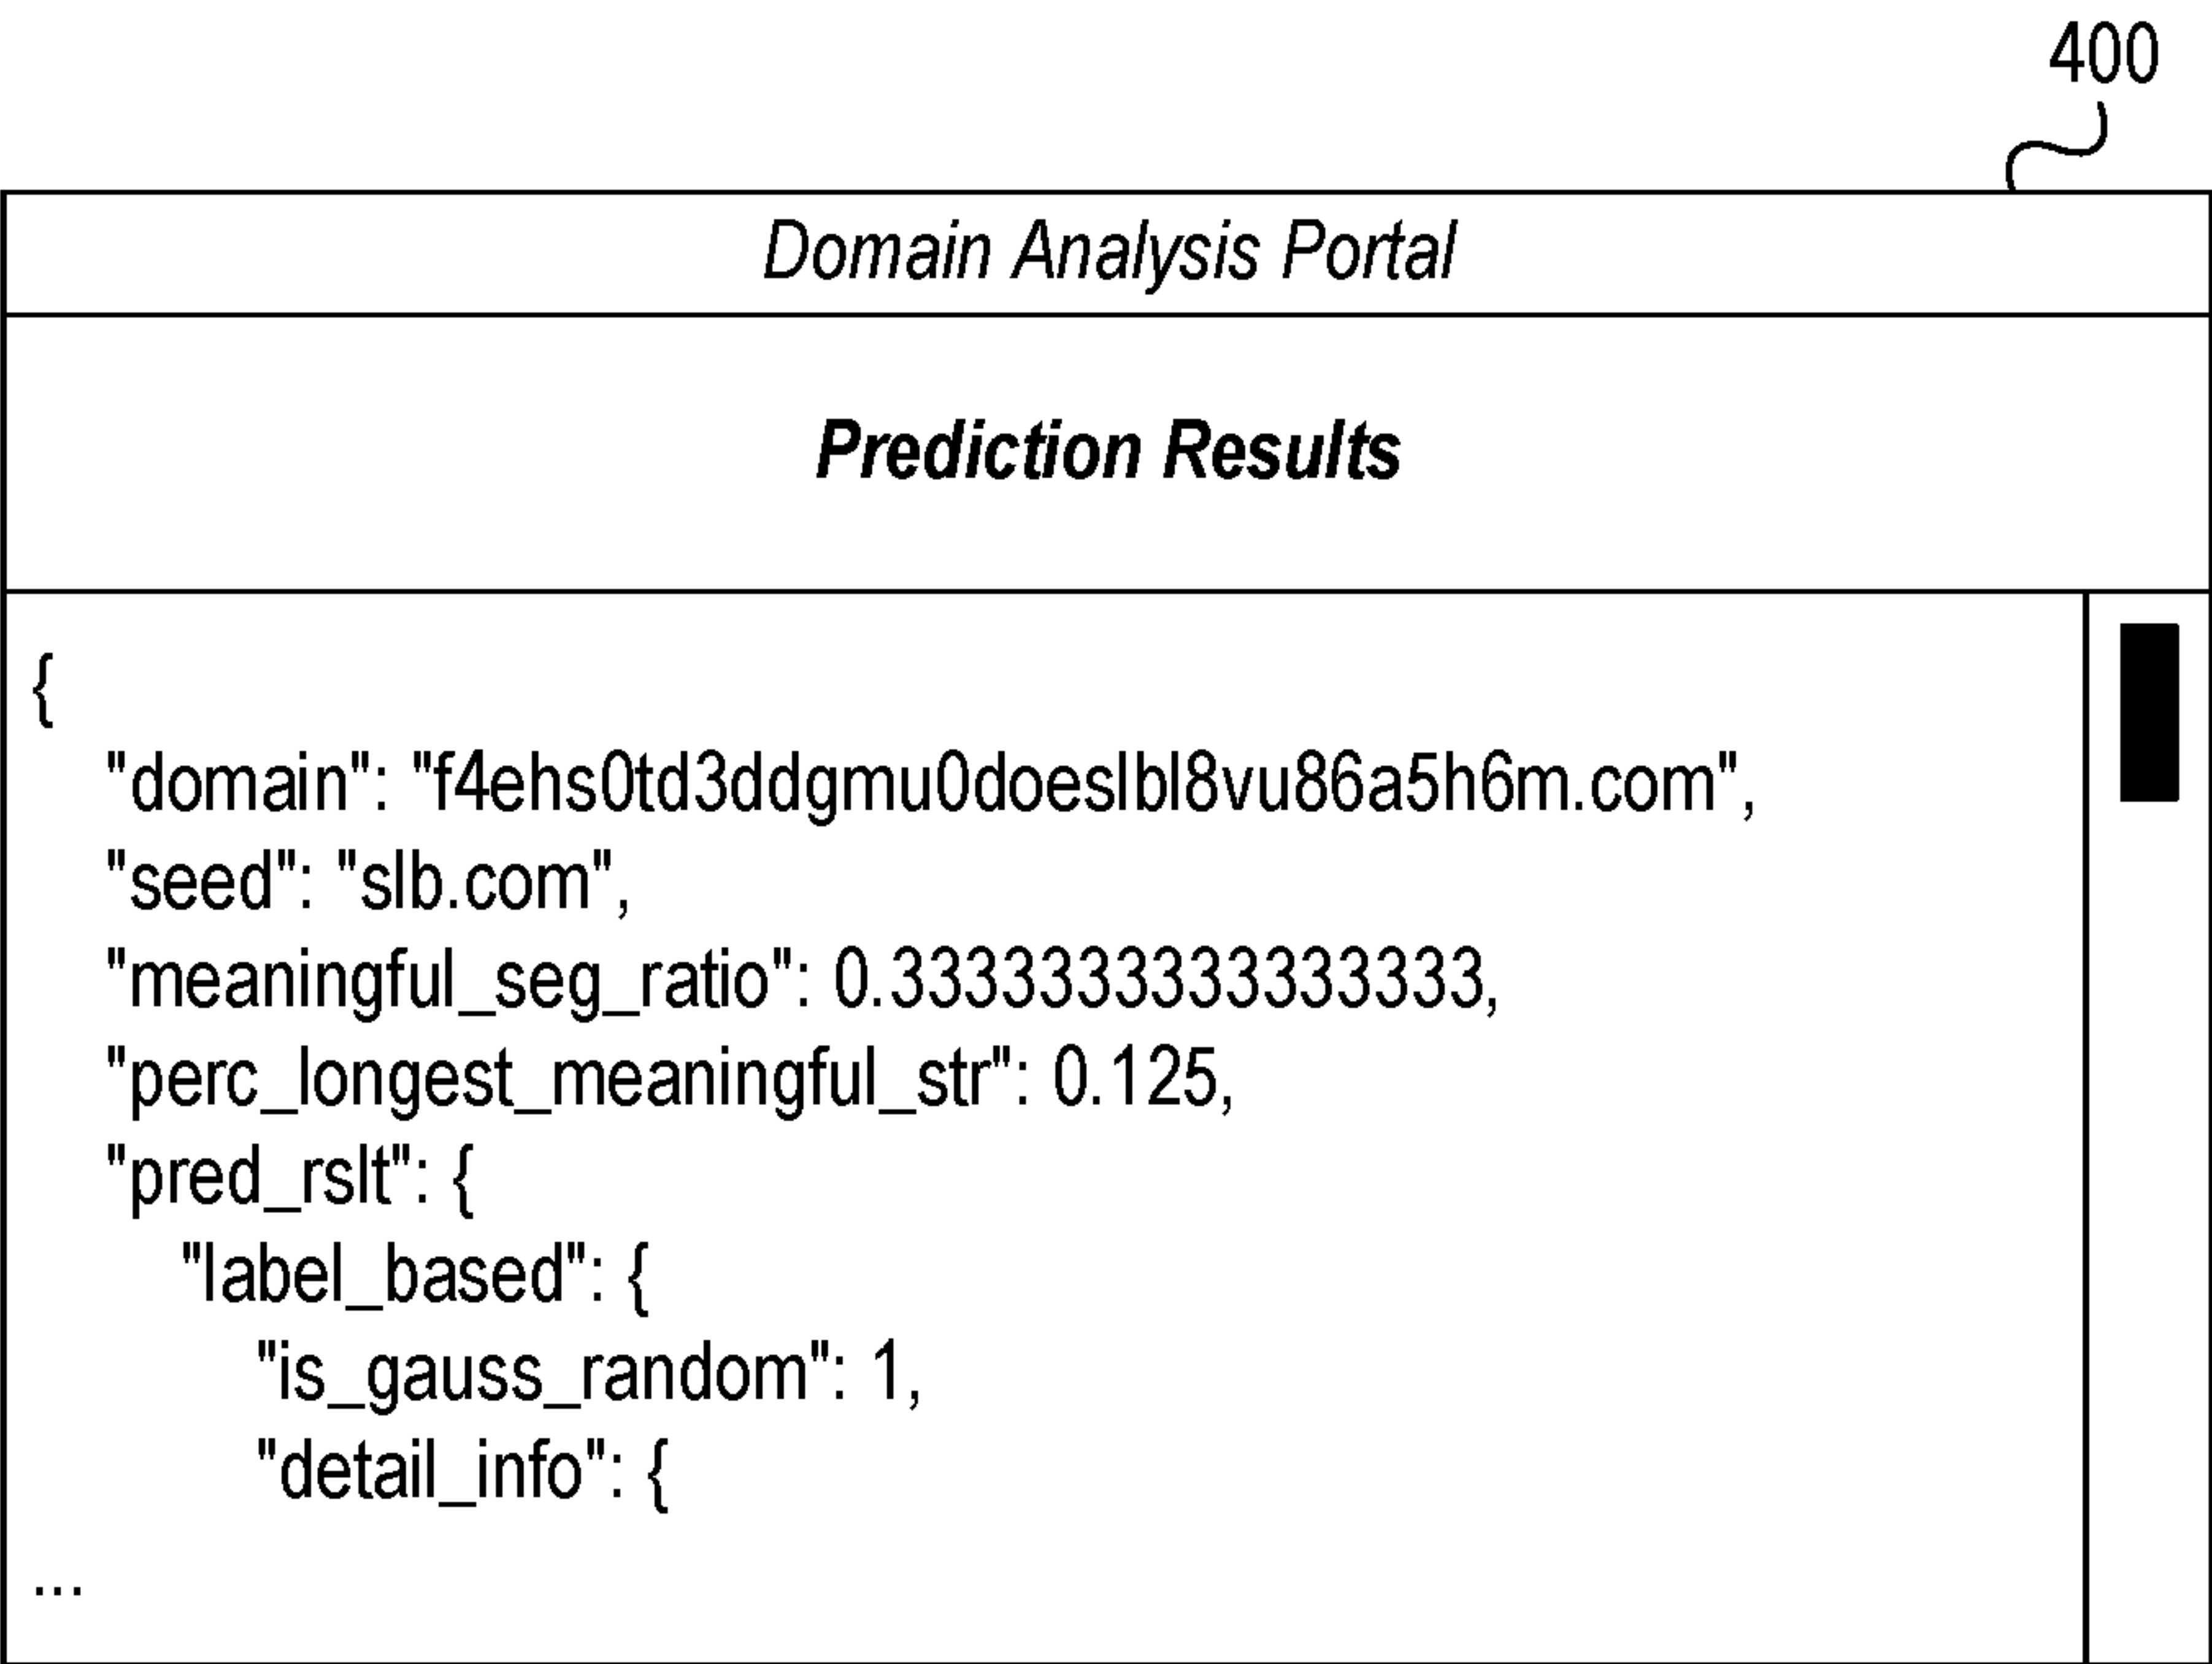 400
Domain Analysis Portal
Prediction Results
{
"domain": "f4ehs0td3ddgmu0doeslbl8vu86a5h6m.com",
"seed": "slb.com",
"meaningful_seg_ratio": 0.3333333333333333,
"perc_longest_meaningful_str": 0.125,
"pred_rslt": {
"label_based": {
"is_gauss_random": 1,
"detail_info": {
...